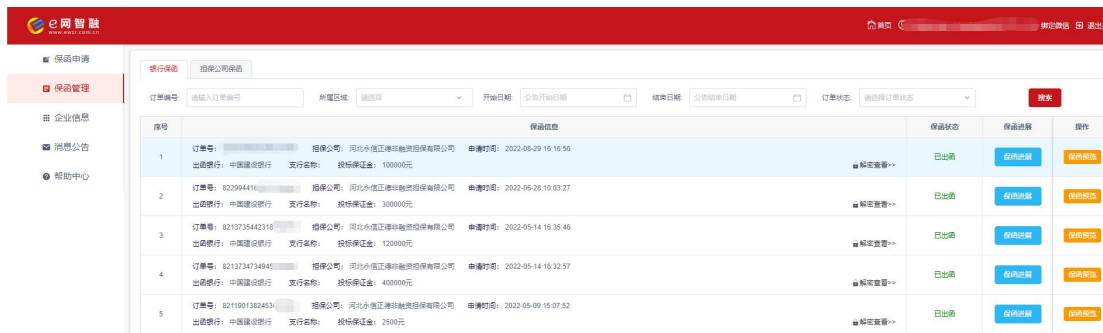 e网智融
www.ewzr.com.cn
首页 绑定微信 退出
保函申请
保函管理
企业信息
消息公告
帮助中心
银行保函 担保公司保函
订单编号: 请输入订单编号 所属区域: 请选择 开始日期: 公告开始日期 结束日期: 公告结束日期 订单状态: 请选择订单状态 搜索
序号 保函信息 保函状态 保函进展 操作
1 订单号: 担保公司: 河北永信正德非融资担保有限公司 申请时间: 2022-08-29 16:16:56
出函银行: 中国建设银行 支行名称: 投标保证金: 100000元 解密查看>> 已出函 保函进展 保函预览
2 订单号: 822994416 担保公司: 河北永信正德非融资担保有限公司 申请时间: 2022-06-28 10:03:27
出函银行: 中国建设银行 支行名称: 投标保证金: 300000元 解密查看>> 已出函 保函进展 保函预览
3 订单号: 8213735442318 担保公司: 河北永信正德非融资担保有限公司 申请时间: 2022-05-14 16:35:46
出函银行: 中国建设银行 支行名称: 投标保证金: 120000元 解密查看>> 已出函 保函进展 保函预览
4 订单号: 8213734734945 担保公司: 河北永信正德非融资担保有限公司 申请时间: 2022-05-14 16:32:57
出函银行: 中国建设银行 支行名称: 投标保证金: 400000元 解密查看>> 已出函 保函进展 保函预览
5 订单号: 821190138245 担保公司: 河北永信正德非融资担保有限公司 申请时间: 2022-05-09 15:07:52
出函银行: 中国建设银行 支行名称: 投标保证金: 2500元 解密查看>> 已出函 保函进展 保函预览